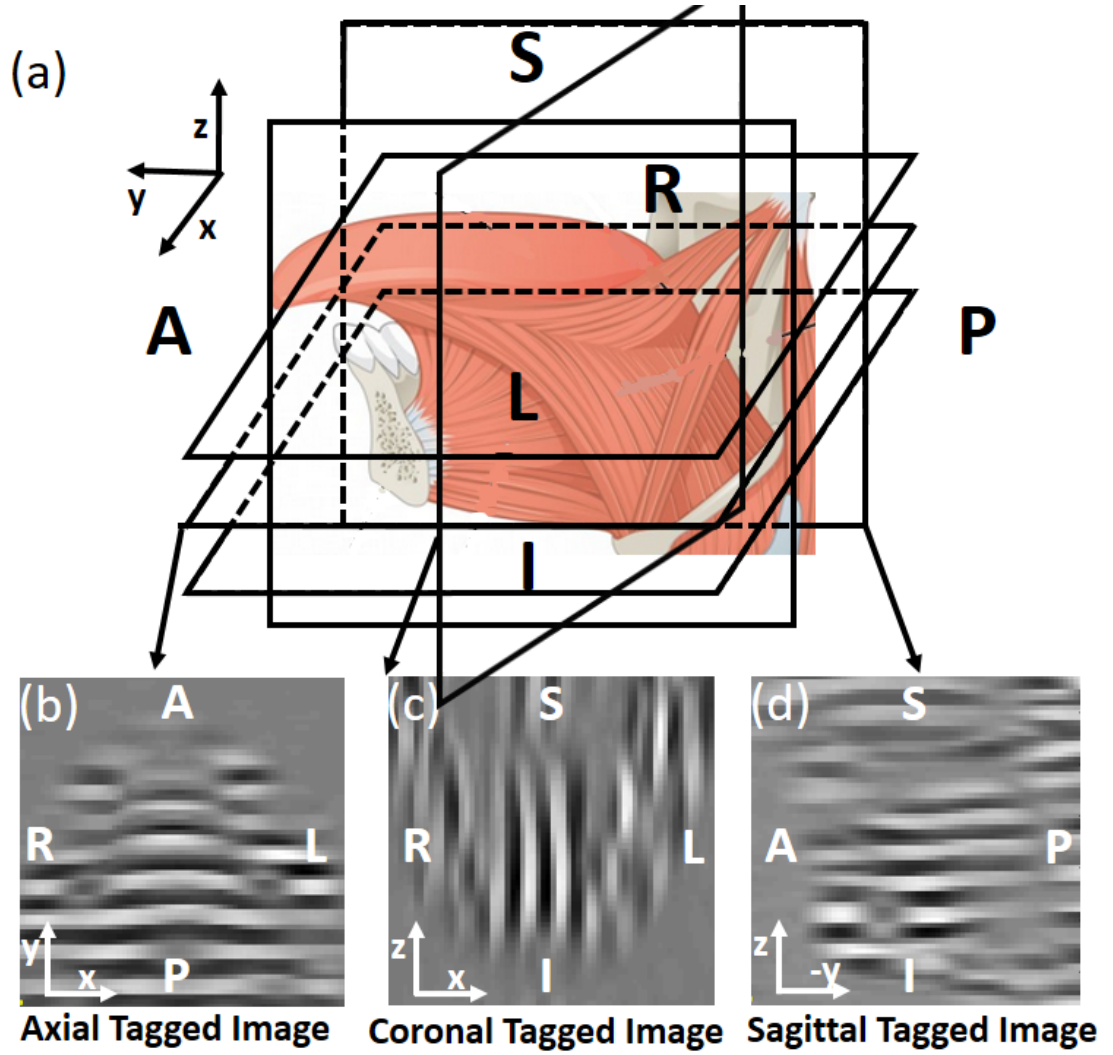 (a)
S
z
y
x
R
A
P
L
I
(b)
A
R
L
y
x
P
Axial Tagged Image
(c)
S
R
L
z
x
I
Coronal Tagged Image
(d)
S
A
P
z
-y
I
Sagittal Tagged Image